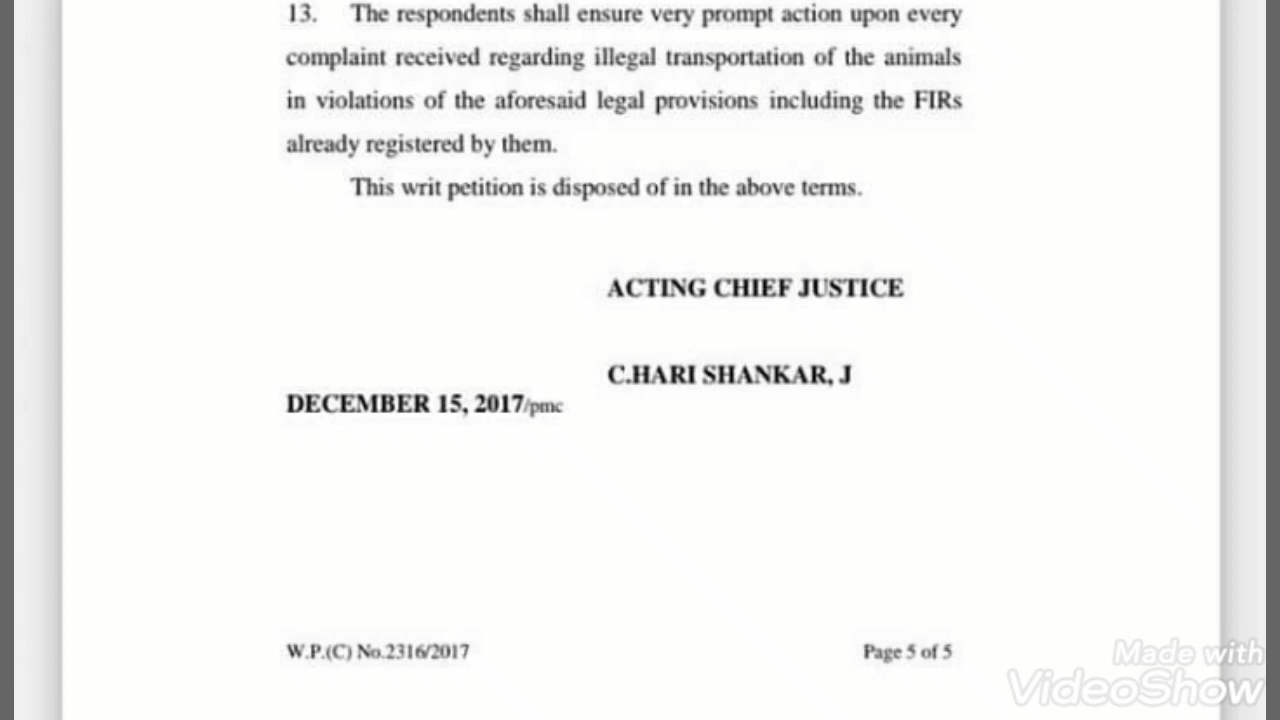 13. The respondents shall ensure very prompt action upon every
complaint received regarding illegal transportation of the animals
in violations of the aforesaid legal provisions including the FIRs
already registered by them.
This writ petition is disposed of in the above terms.
ACTING CHIEF JUSTICE
C.HARI SHANKAR, J
DECEMBER 15, 2017/pmc
W.P.(C) No.2316/2017 Page 5 of 5
Made with
VideoShow